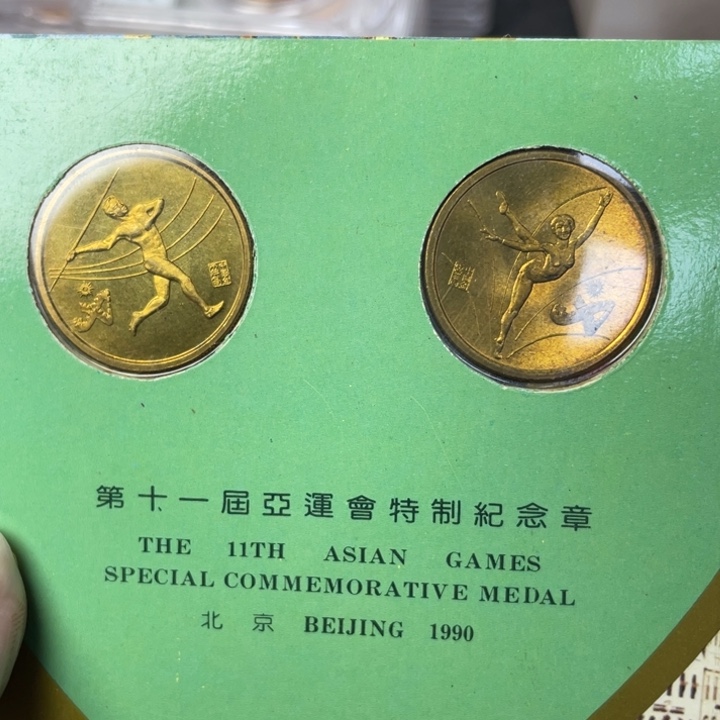 第十一屆亞運會特制紀念章
THE 11TH ASIAN GAMES
SPECIAL COMMEMORATIVE MEDAL
北京 BEIJING 1990